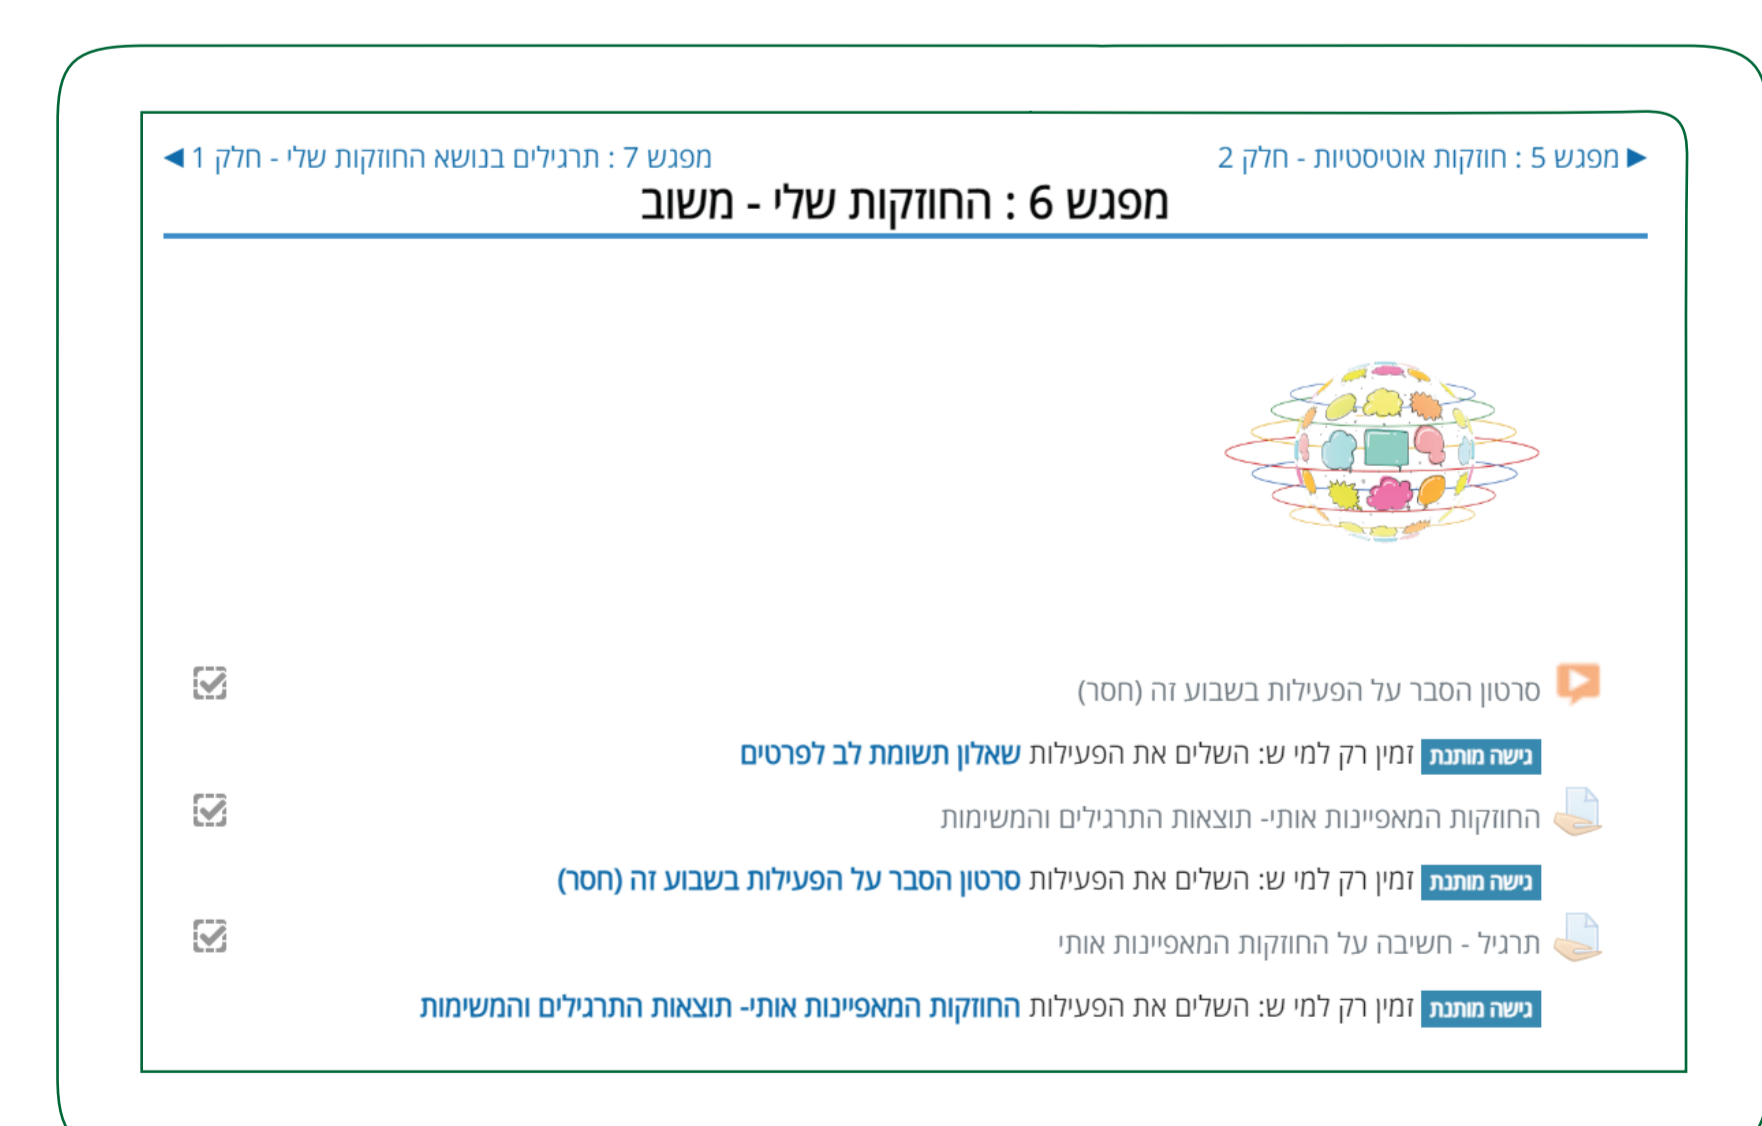 ▶ מפגש 5 : חוזקות אוטיסטיות - חלק 2
מפגש 7 : תרגילים בנושא החוזקות שלי - חלק 1 ◀
מפגש 6 : החוזקות שלי - משוב
סרטון הסבר על הפעילות בשבוע זה (חסר)
גישה מותנת זמין רק למי ש: השלים את הפעילות שאלון תשומת לב לפרטים
החוזקות המאפיינות אותי- תוצאות התרגילים והמשימות
גישה מותנת זמין רק למי ש: השלים את הפעילות סרטון הסבר על הפעילות בשבוע זה (חסר)
תרגיל - חשיבה על החוזקות המאפיינות אותי
גישה מותנת זמין רק למי ש: השלים את הפעילות החוזקות המאפיינות אותי- תוצאות התרגילים והמשימות